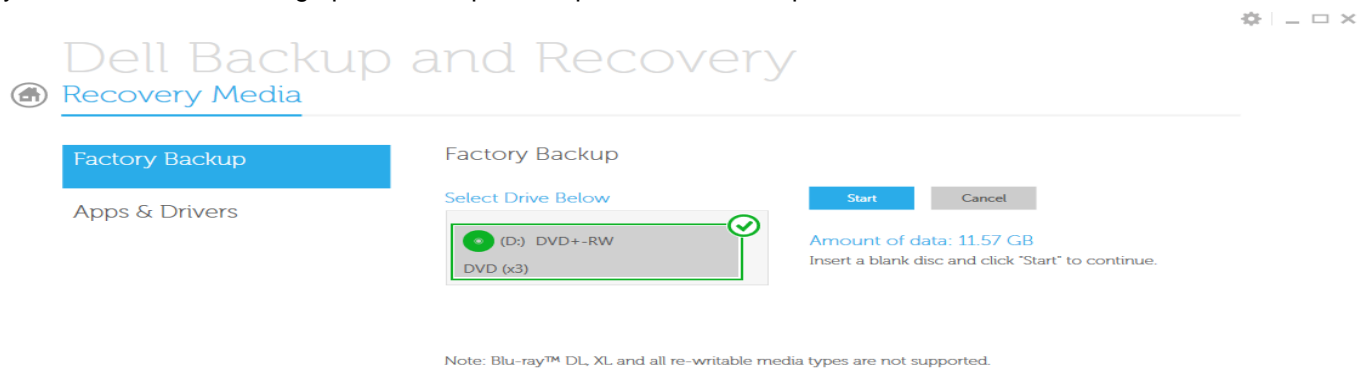 Dell Backup and Recovery
Recovery Media
Factory Backup
Apps & Drivers
Factory Backup
Select Drive Below
(D:) DVD+-RW
DVD (x3)
Start
Cancel
Amount of data: 11.57 GB
Insert a blank disc and click "Start" to continue.
Note: Blu-ray™ DL, XL and all re-writable media types are not supported.